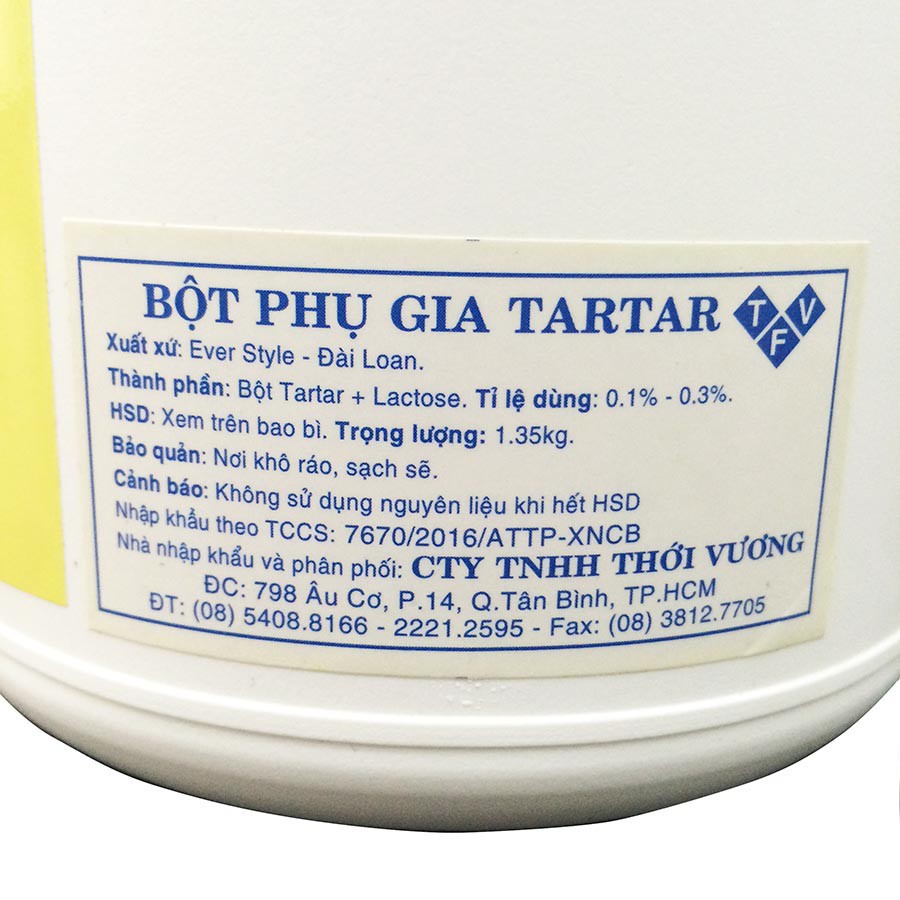 BỘT PHỤ GIA TARTAR TFV
Xuất xứ: Ever Style - Đài Loan.
Thành phần: Bột Tartar + Lactose. Tỉ lệ dùng: 0.1% - 0.3%.
HSD: Xem trên bao bì. Trọng lượng: 1.35kg.
Bảo quản: Nơi khô ráo, sạch sẽ.
Cảnh báo: Không sử dụng nguyên liệu khi hết HSD
Nhập khẩu theo TCCS: 7670/2016/ATTP-XNCB
Nhà nhập khẩu và phân phối: CTY TNHH THỚI VƯƠNG
ĐC: 798 Âu Cơ, P.14, Q.Tân Bình, TP.HCM
ĐT: (08) 5408.8166 - 2221.2595 - Fax: (08) 3812.7705